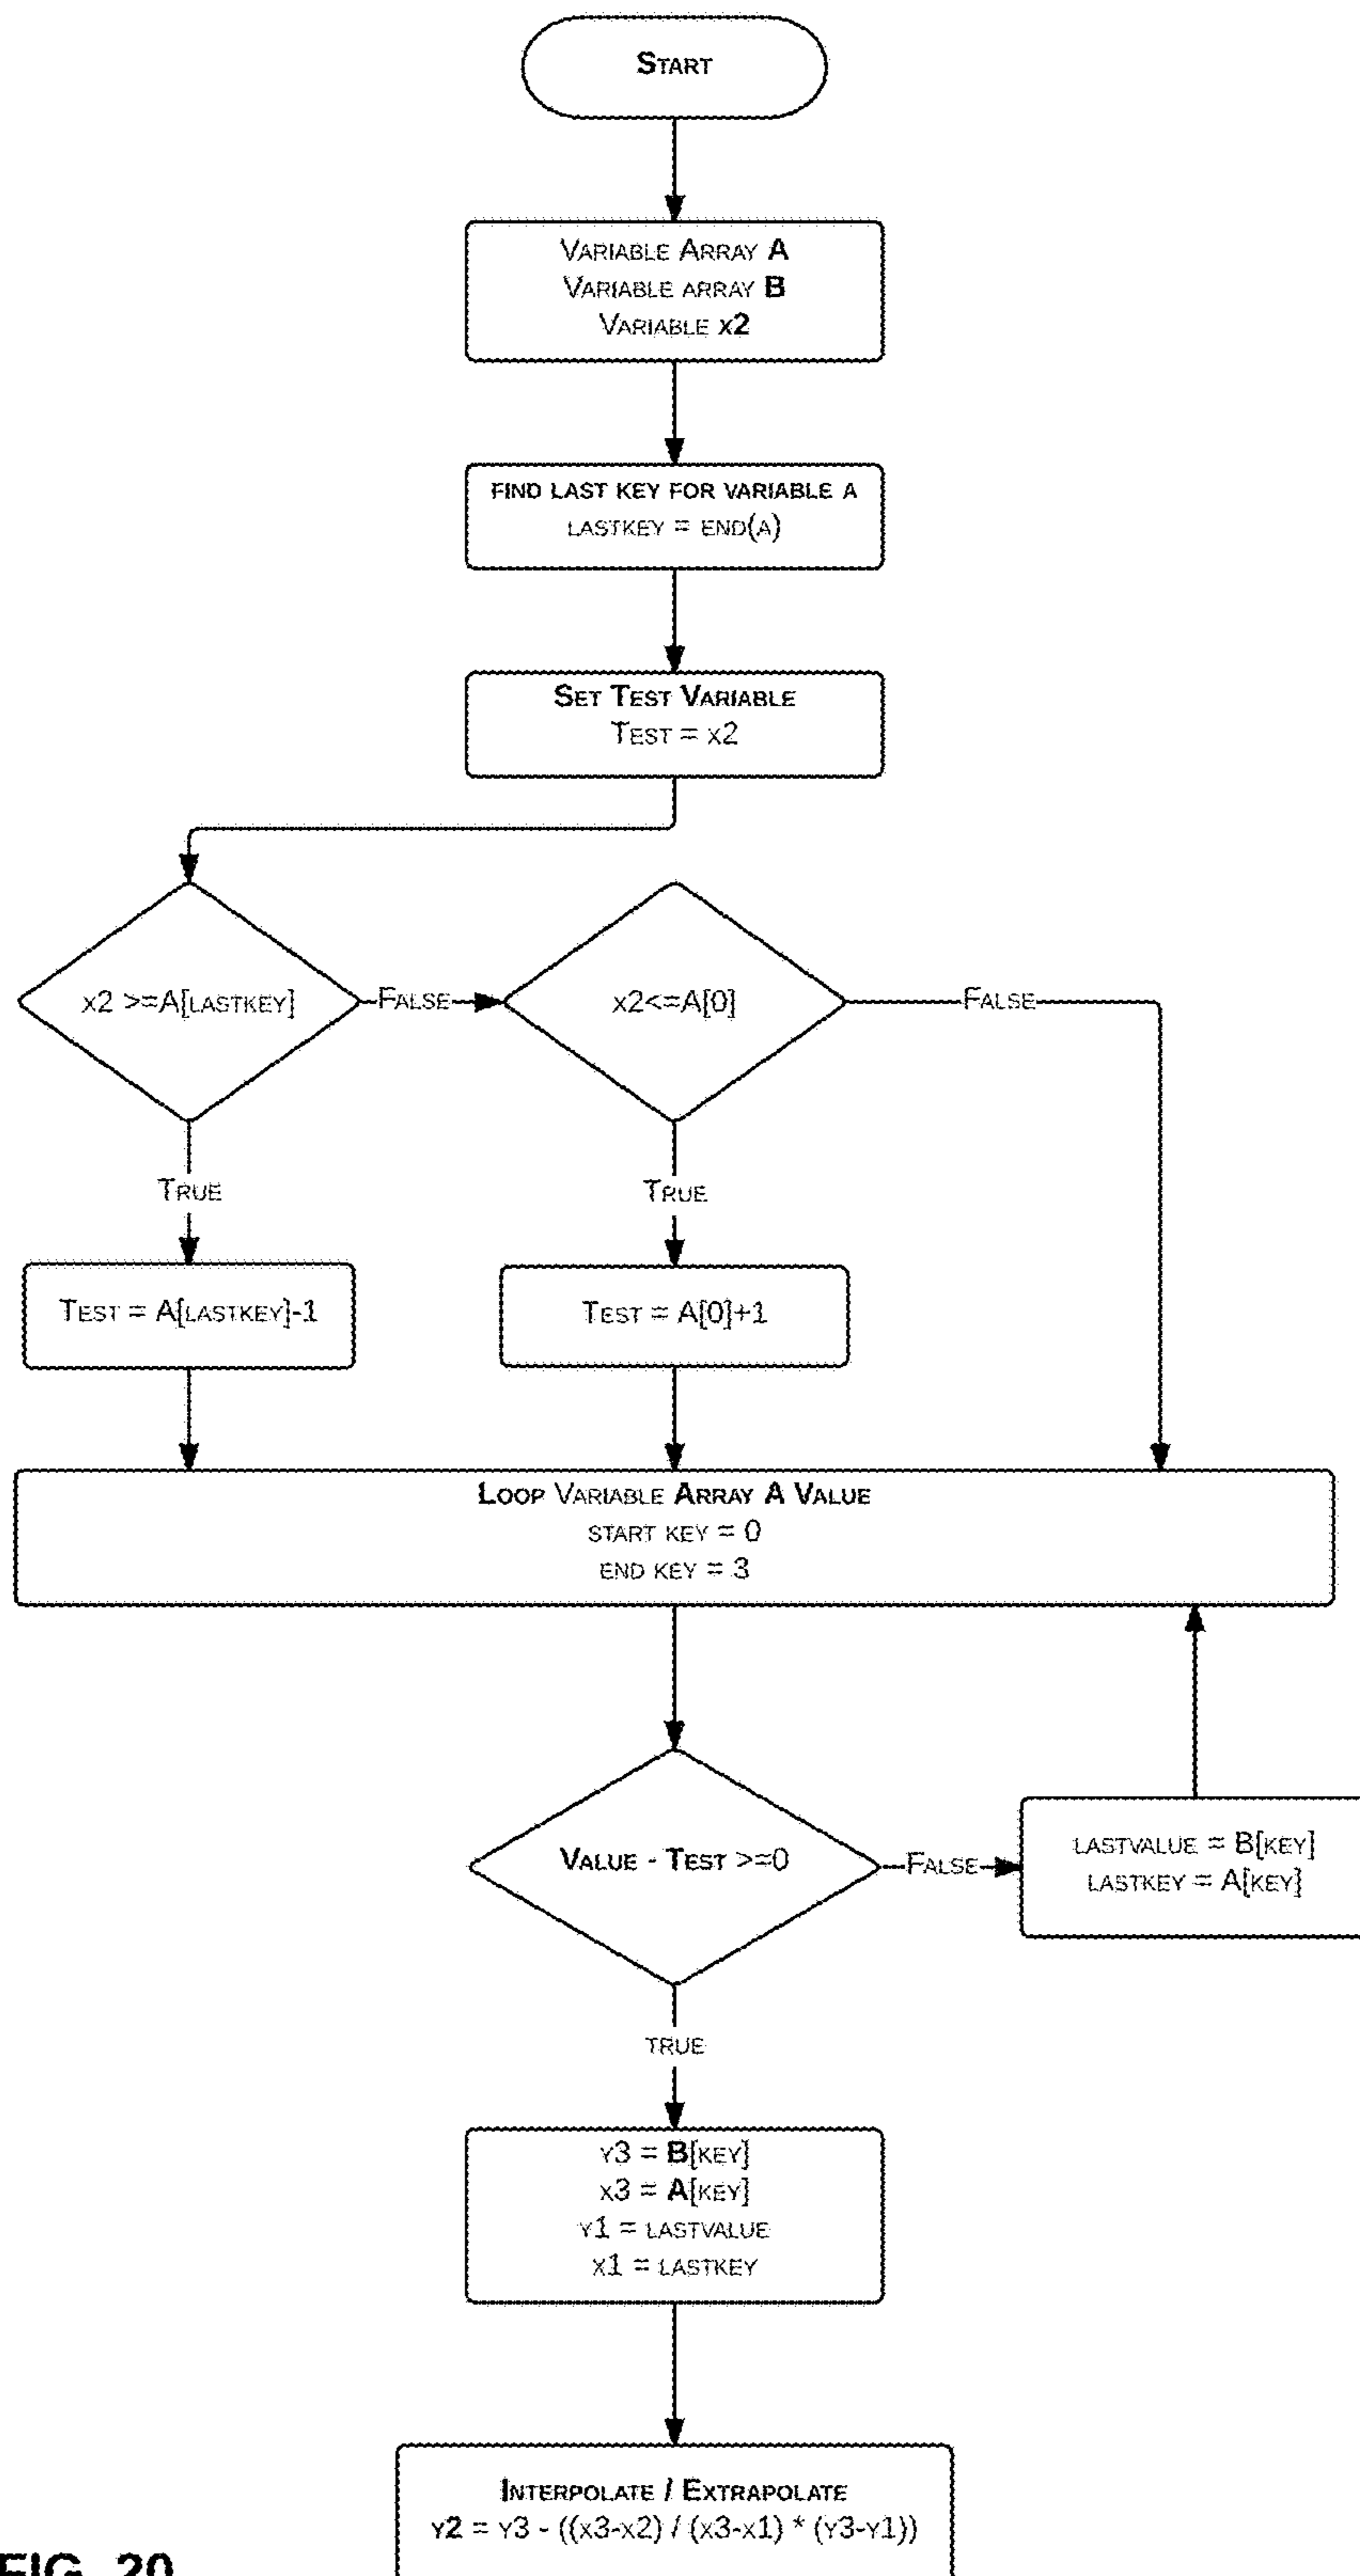 START
VARIABLE ARRAY A
VARIABLE ARRAY B
VARIABLE X2
FIND LAST KEY FOR VARIABLE A
LASTKEY = END(A)
SET TEST VARIABLE
TEST = X2
X2 >=A[LASTKEY]
FALSE
X2<=A[0]
FALSE
TRUE
TRUE
TEST = A[LASTKEY]-1
TEST = A[0]+1
LOOP VARIABLE ARRAY A VALUE
START KEY = 0
END KEY = 3
VALUE - TEST >=0
FALSE
LASTVALUE = B[KEY]
LASTKEY = A[KEY]
TRUE
Y3 = B[KEY]
X3 = A[KEY]
Y1 = LASTVALUE
X1 = LASTKEY
INTERPOLATE / EXTRAPOLATE
Y2 = Y3 - ((X3-X2) / (X3-X1) * (Y3-Y1))
FIG. 20